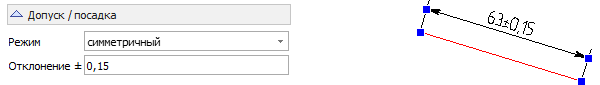 Допуск / посадка
Режим
симметричный
Отклонение ±
0,15
63±0,15